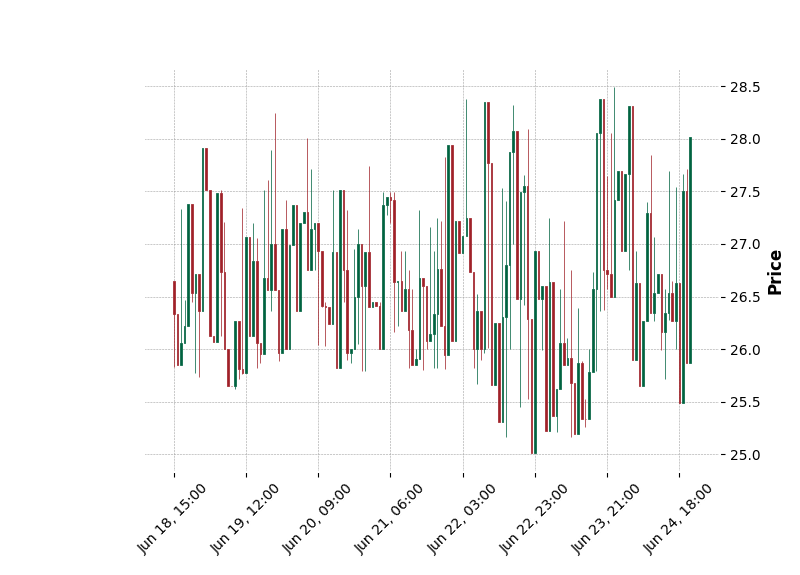 28.5
28.0
27.5
27.0
26.5
26.0
25.5
25.0
Price
Jun 18, 15:00
Jun 19, 12:00
Jun 20, 09:00
Jun 21, 06:00
Jun 22, 03:00
Jun 22, 23:00
Jun 23, 21:00
Jun 24, 18:00